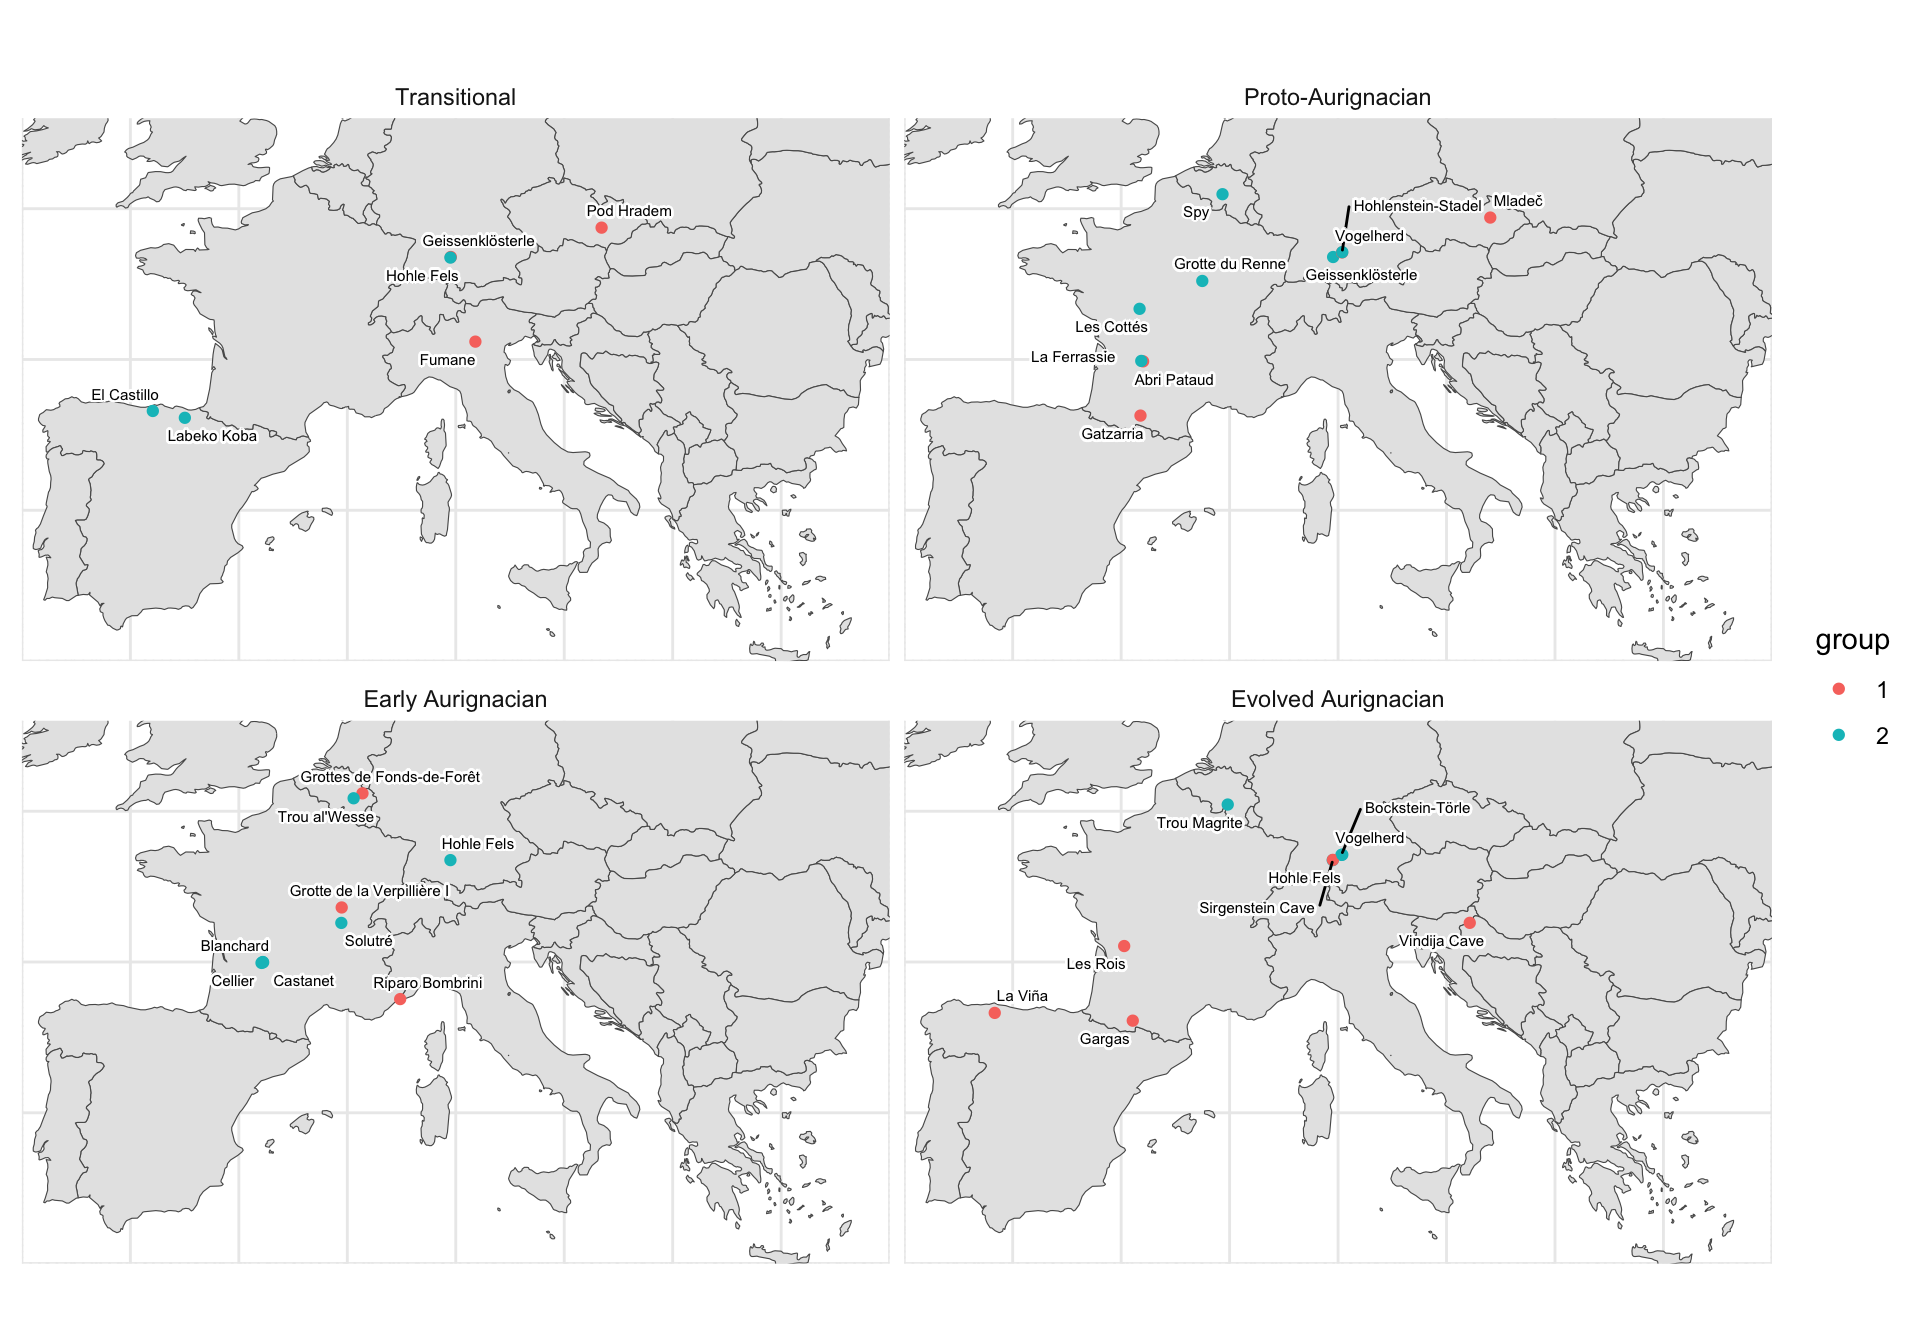 Transitional
Pod Hradem
Geissenklösterle
Hohle Fels
Fumane
El Castillo
Labeko Koba
Proto-Aurignacian
Spy
Hohlenstein-Stadel
Mladeč
Vogelherd
Grotte du Renne
Geissenklösterle
Les Cottés
La Ferrassie
Abri Pataud
Gatzarria
group
1
2
Early Aurignacian
Grottes de Fonds-de-Forêt
Trou al'Wesse
Hohle Fels
Grotte de la Verpillière I
Solutré
Blanchard
Cellier
Castanet
Riparo Bombrini
Evolved Aurignacian
Bockstein-Törle
Trou Magrite
Vogelherd
Hohle Fels
Sirgenstein Cave
Vindija Cave
Les Rois
La Viña
Gargas